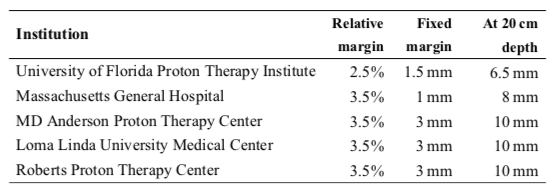 Institution Relative margin Fixed margin At 20 cm depth
University of Florida Proton Therapy Institute 2.5% 1.5 mm 6.5 mm
Massachusetts General Hospital 3.5% 1 mm 8 mm
MD Anderson Proton Therapy Center 3.5% 3 mm 10 mm
Loma Linda University Medical Center 3.5% 3 mm 10 mm
Roberts Proton Therapy Center 3.5% 3 mm 10 mm